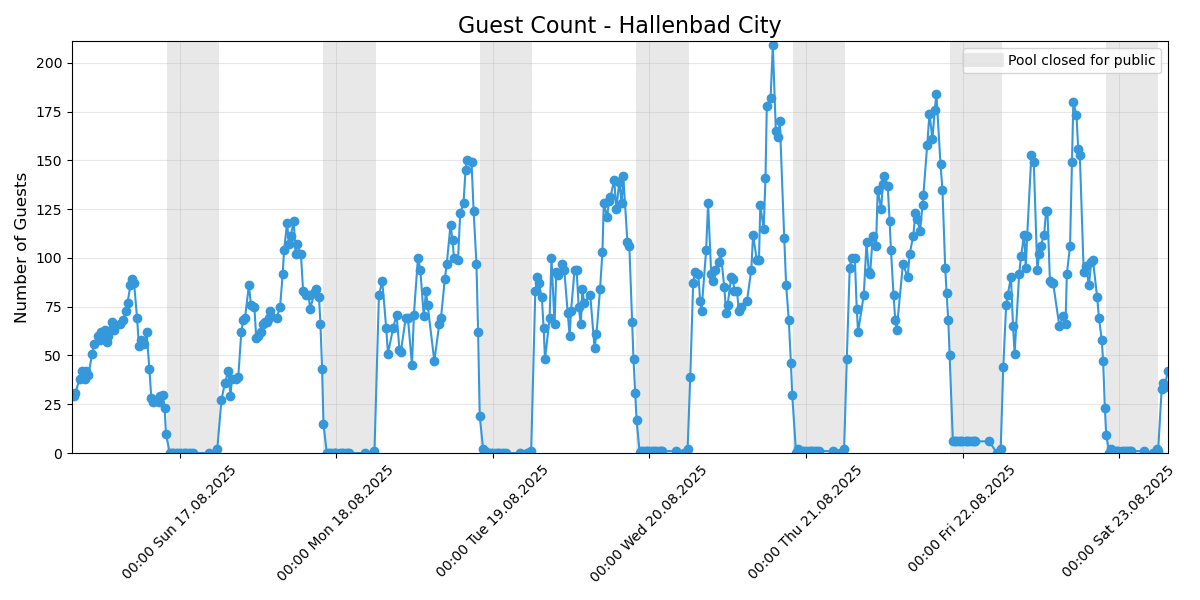 Guest Count - Hallenbad City
Number of Guests
200
175
150
125
100
75
50
25
0
Pool closed for public
00:00 Sun 17.08.2025
00:00 Mon 18.08.2025
00:00 Tue 19.08.2025
00:00 Wed 20.08.2025
00:00 Thu 21.08.2025
00:00 Fri 22.08.2025
00:00 Sat 23.08.2025